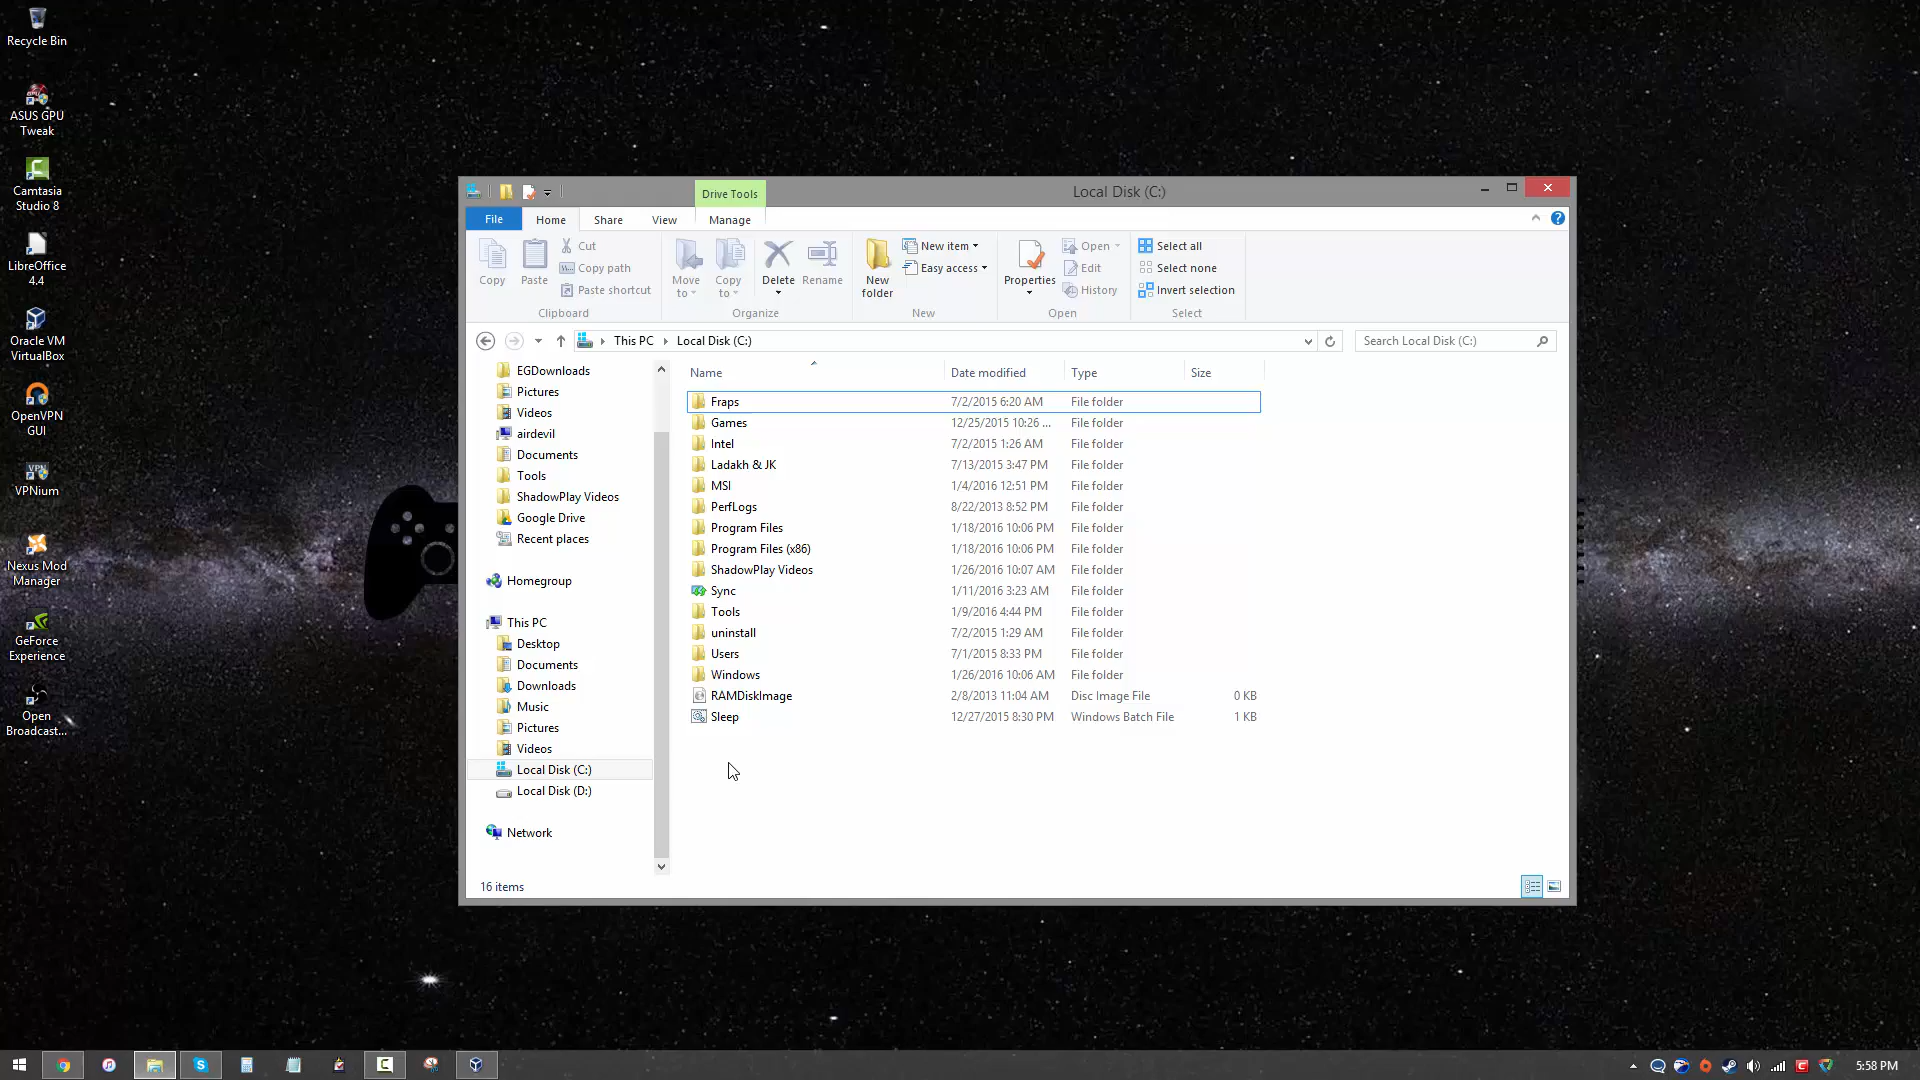 Recycle Bin
ASUS GPU
Tweak
Camtasia
Studio 8
LibreOffice
4.4
Oracle VM
VirtualBox
OpenVPN
GUI
VPNium
Nexus Mod
Manager
GeForce
Experience
Open
Broadcast...
Drive Tools
Local Disk (C:)
File Home Share View Manage
Copy
Paste
Cut
Copy path
Paste shortcut
Clipboard
Move
to
Copy
to
Delete
Rename
Organize
New
folder
New item
Easy access
New
Properties
Open
Edit
History
Open
Select all
Select none
Invert selection
Select
This PC Local Disk (C:)
Search Local Disk (C:)
EGDownloads
Pictures
Videos
airdevil
Documents
Tools
ShadowPlay Videos
Google Drive
Recent places
Homegroup
This PC
Desktop
Documents
Downloads
Music
Pictures
Videos
Local Disk (C:)
Local Disk (D:)
Network
Name Date modified Type Size
Fraps 7/2/2015 6:20 AM File folder
Games 12/25/2015 10:26 ... File folder
Intel 7/2/2015 1:26 AM File folder
Ladakh & JK 7/13/2015 3:47 PM File folder
MSI 1/4/2016 12:51 PM File folder
PerfLogs 8/22/2013 8:52 PM File folder
Program Files 1/18/2016 10:06 PM File folder
Program Files (x86) 1/18/2016 10:06 PM File folder
ShadowPlay Videos 1/26/2016 10:07 AM File folder
Sync 1/11/2016 3:23 AM File folder
Tools 1/9/2016 4:44 PM File folder
uninstall 7/2/2015 1:29 AM File folder
Users 7/1/2015 8:33 PM File folder
Windows 1/26/2016 10:06 AM File folder
RAMDiskImage 2/8/2013 11:04 AM Disc Image File 0 KB
Sleep 12/27/2015 8:30 PM Windows Batch File 1 KB
16 items
5:58 PM